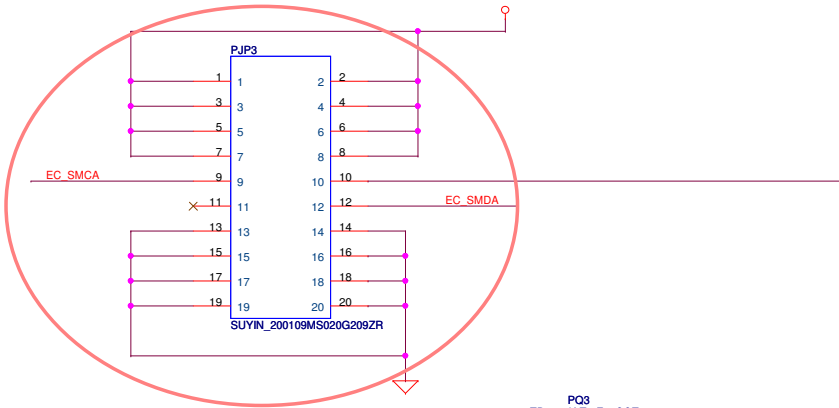 PJP3
1 1 2 2
3 3 4 4
5 5 6 6
7 7 8 8
EC_SMCA 9 9 10 10
11 11 12 12 EC_SMDA
13 13 14 14
15 15 16 16
17 17 18 18
19 19 20 20
SUYIN_200109MS020G209ZR
PQ3